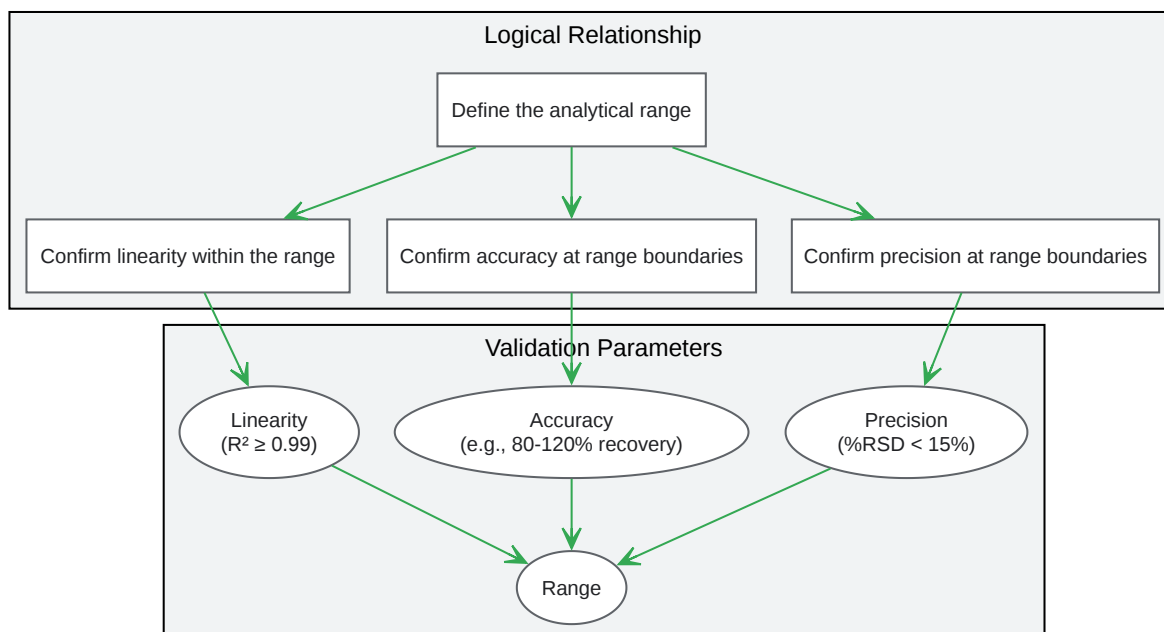 Logical Relationship
Define the analytical range
Confirm linearity within the range
Confirm accuracy at range boundaries
Confirm precision at range boundaries
Validation Parameters
Linearity
(R² ≥ 0.99)
Accuracy
(e.g., 80-120% recovery)
Precision
(%RSD < 15%)
Range